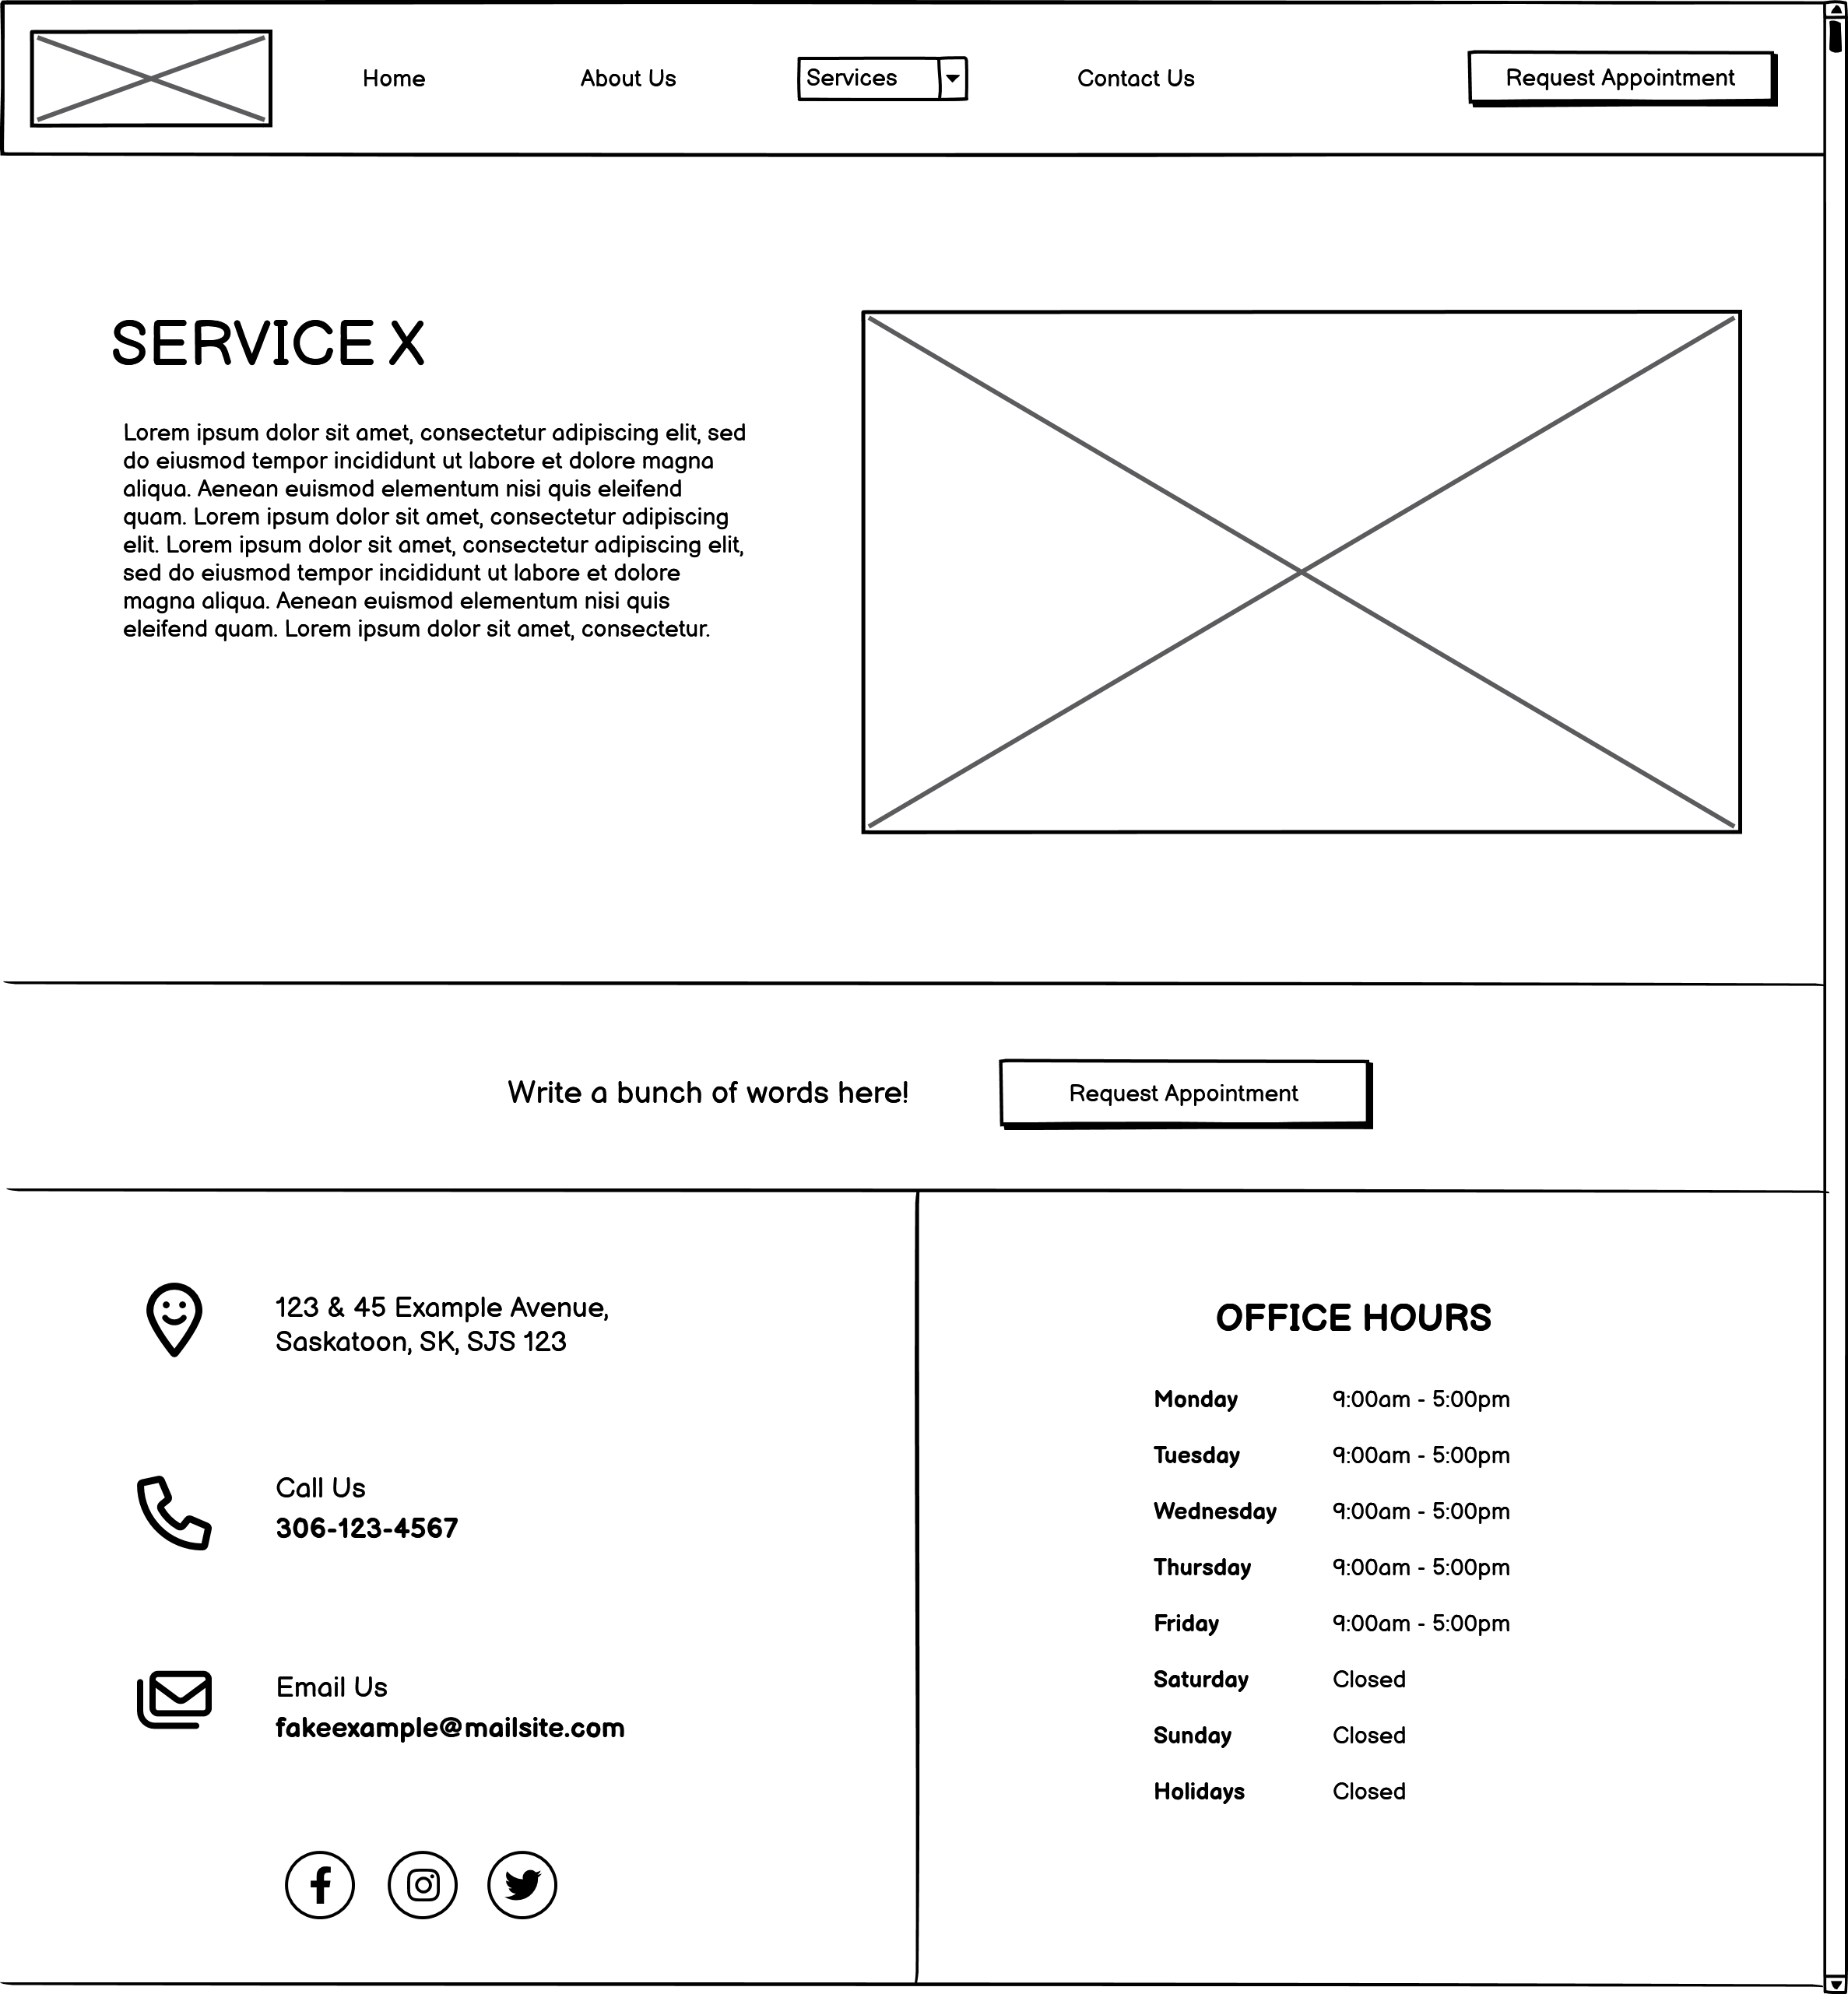 Home
About Us
Services
Contact Us
Request Appointment
SERVICE X
Lorem ipsum dolor sit amet, consectetur adipiscing elit, sed
do eiusmod tempor incididunt ut labore et dolore magna
aliqua. Aenean euismod elementum nisi quis eleifend
quam. Lorem ipsum dolor sit amet, consectetur adipiscing
elit. Lorem ipsum dolor sit amet, consectetur adipiscing elit,
sed do eiusmod tempor incididunt ut labore et dolore
magna aliqua. Aenean euismod elementum nisi quis
eleifend quam. Lorem ipsum dolor sit amet, consectetur.
Write a bunch of words here!
Request Appointment
123 & 45 Example Avenue,
Saskatoon, SK, SJS 123
Call Us
306-123-4567
Email Us
fakeexample@mailsite.com
OFFICE HOURS
Monday 9:00am - 5:00pm
Tuesday 9:00am - 5:00pm
Wednesday 9:00am - 5:00pm
Thursday 9:00am - 5:00pm
Friday 9:00am - 5:00pm
Saturday Closed
Sunday Closed
Holidays Closed